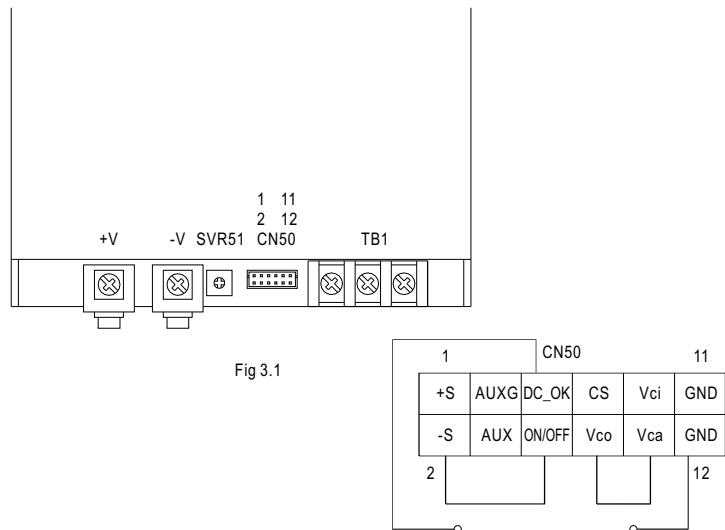 1 11
2 12
+V -V SVR51 CN50 TB1
Fig 3.1
1 CN50 11
+S AUXG DC_OK CS Vci GND
-S AUX ON/OFF Vco Vca GND
2 12